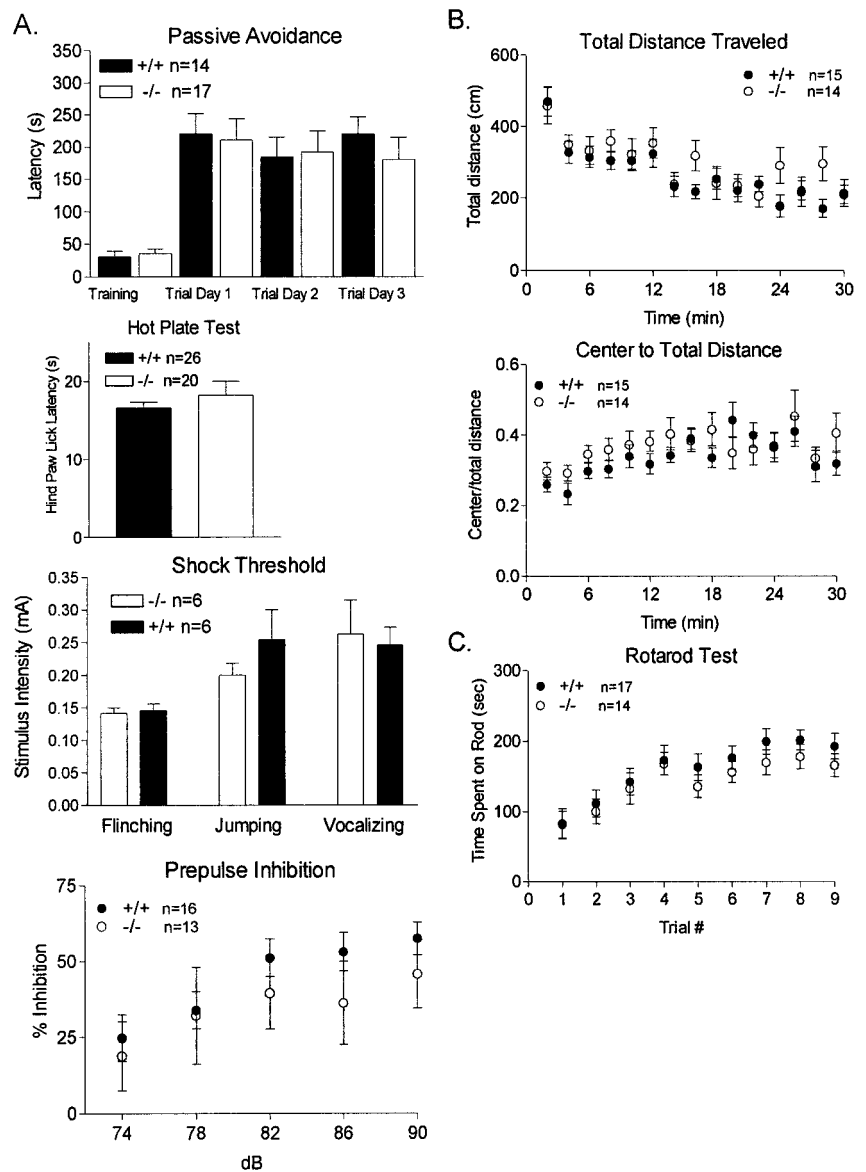 A.
Passive Avoidance
350
300
250
200
150
100
50
0
Latency (s)
+/+ n=14
-/- n=17
Training
Trial Day 1
Trial Day 2
Trial Day 3
Hot Plate Test
Hind Paw Lick Latency (s)
20
10
0
+/+ n=26
-/- n=20
Shock Threshold
Stimulus Intensity (mA)
0.35
0.30
0.25
0.20
0.15
0.10
0.05
0.00
-/- n=6
+/+ n=6
Flinching
Jumping
Vocalizing
Prepulse Inhibition
% Inhibition
75
50
25
0
+/+ n=16
-/- n=13
74 78 82 86 90
dB
B.
Total Distance Traveled
Total distance (cm)
600
400
200
0
+/+ n=15
-/- n=14
0 6 12 18 24 30
Time (min)
Center to Total Distance
Center/total distance
0.6
0.4
0.2
0.0
+/+ n=15
-/- n=14
0 6 12 18 24 30
Time (min)
C.
Rotarod Test
Time Spent on Rod (sec)
300
200
100
0
+/+ n=17
-/- n=14
0 1 2 3 4 5 6 7 8 9
Trial #